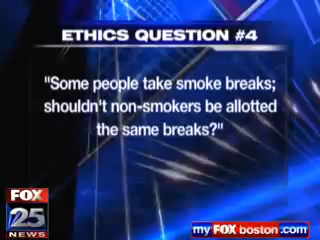 ETHICS QUESTION #4
"Some people take smoke breaks;
shouldn't non-smokers be allotted
the same breaks?"
FOX
25
NEWS
myFOXboston.com